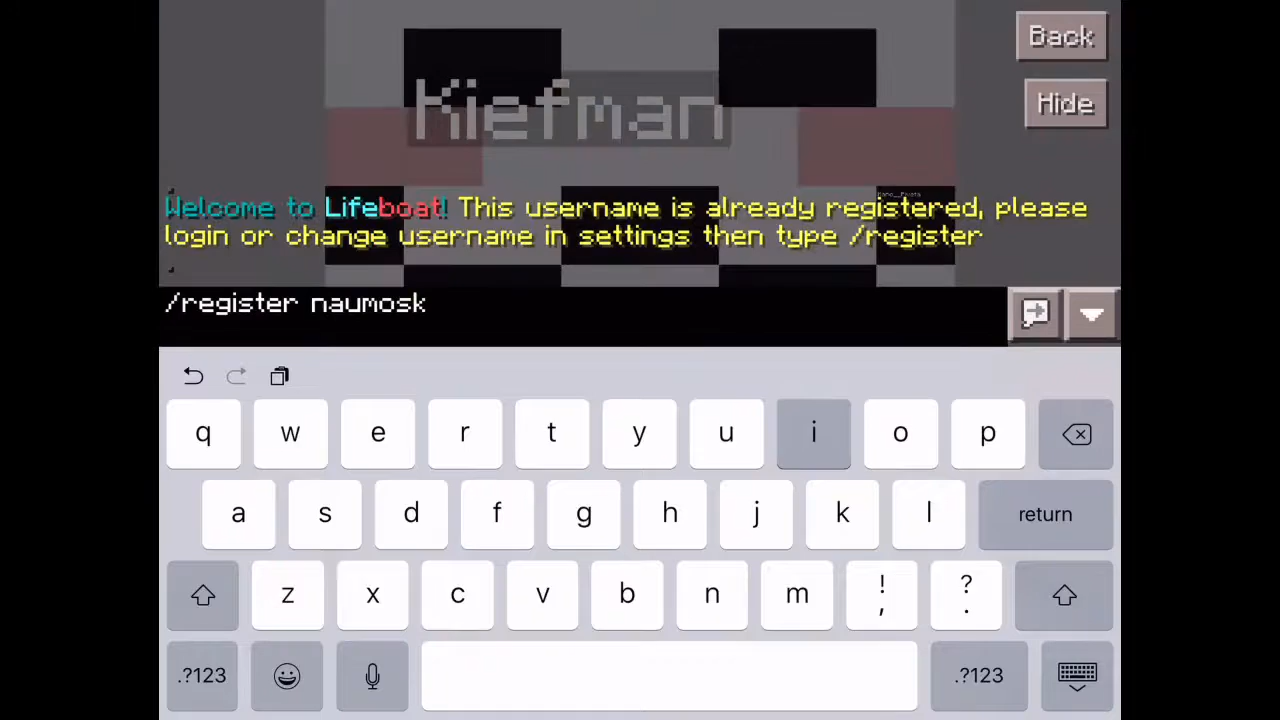 Back
Kiefman
Hide
Welcome to Lifeboat! This username is already registered, please
login or change username in settings then type /register
/register naumosk
q w e r t y u i o p
a s d f g h j k l return
z x c v b n m ! , ? .
.?123 .?123